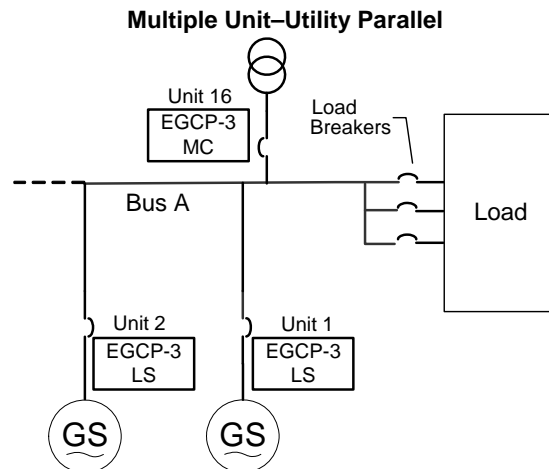 Multiple Unit–Utility Parallel
Unit 16
EGCP-3
MC
Load
Breakers
Bus A
Load
Unit 2
EGCP-3
LS
Unit 1
EGCP-3
LS
GS
GS